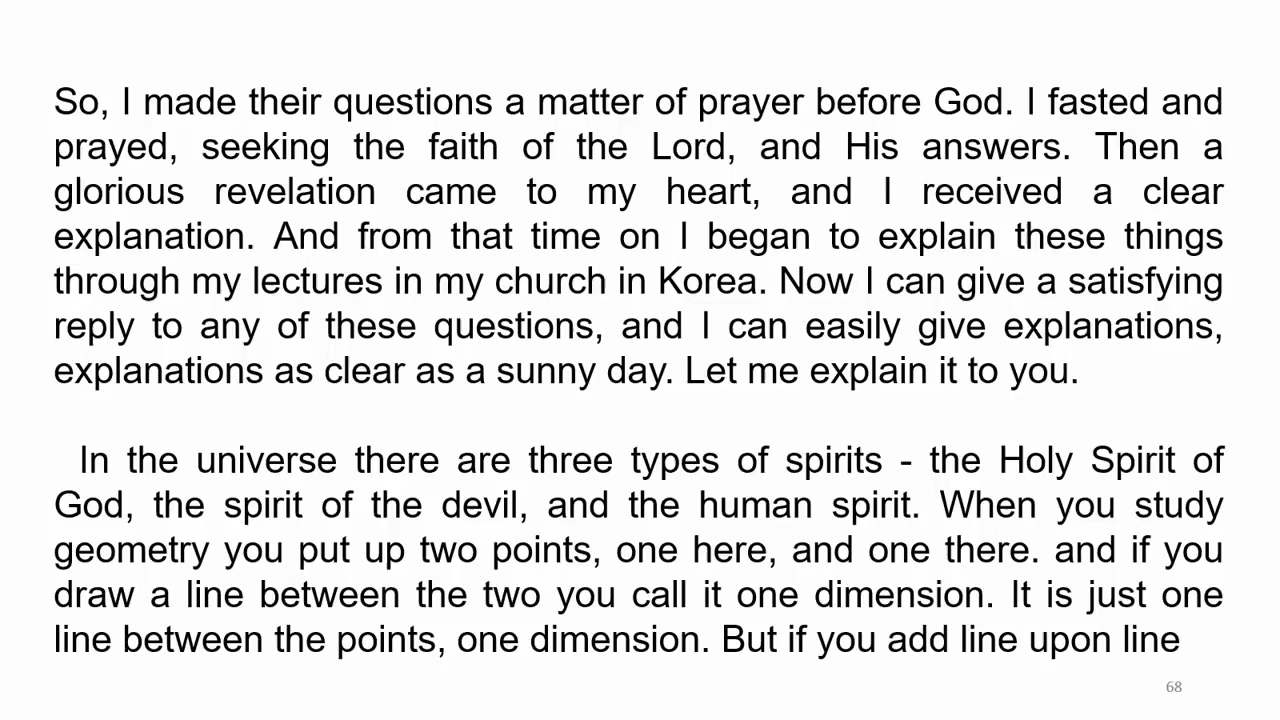 So, I made their questions a matter of prayer before God. I fasted and
prayed, seeking the faith of the Lord, and His answers. Then a
glorious revelation came to my heart, and I received a clear
explanation. And from that time on I began to explain these things
through my lectures in my church in Korea. Now I can give a satisfying
reply to any of these questions, and I can easily give explanations,
explanations as clear as a sunny day. Let me explain it to you.
In the universe there are three types of spirits - the Holy Spirit of
God, the spirit of the devil, and the human spirit. When you study
geometry you put up two points, one here, and one there. and if you
draw a line between the two you call it one dimension. It is just one
line between the points, one dimension. But if you add line upon line
68